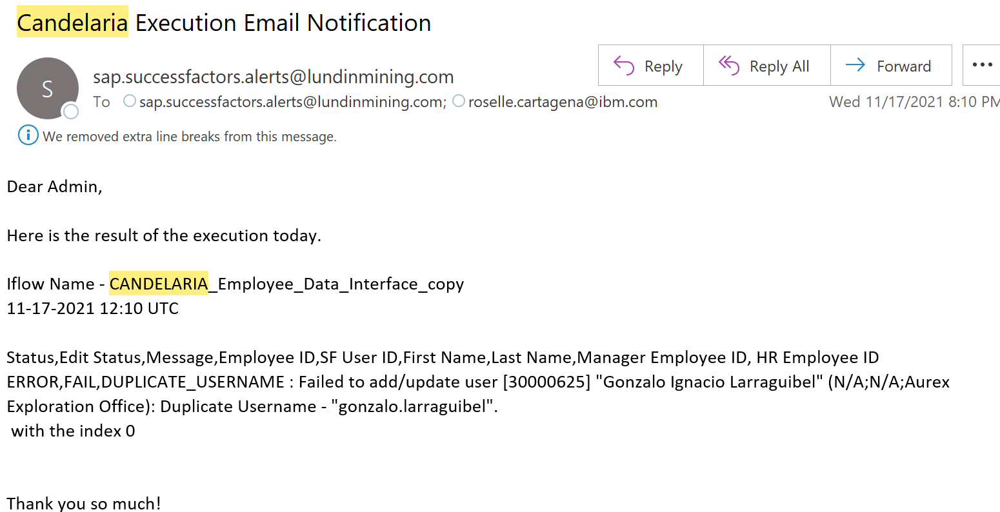 Candelaria Execution Email Notification
Reply
Reply All
Forward
S
sap.successfactors.alerts@lundinmining.com
To sap.successfactors.alerts@lundinmining.com; roselle.cartagena@ibm.com
Wed 11/17/2021 8:10 PM
We removed extra line breaks from this message.
Dear Admin,
Here is the result of the execution today.
Iflow Name - CANDELARIA_Employee_Data_Interface_copy
11-17-2021 12:10 UTC
Status,Edit Status,Message,Employee ID,SF User ID,First Name,Last Name,Manager Employee ID, HR Employee ID
ERROR,FAIL,DUPLICATE_USERNAME : Failed to add/update user [30000625] "Gonzalo Ignacio Larraguibel" (N/A;N/A;Aurex
Exploration Office): Duplicate Username - "gonzalo.larraguibel".
with the index 0
Thank you so much!